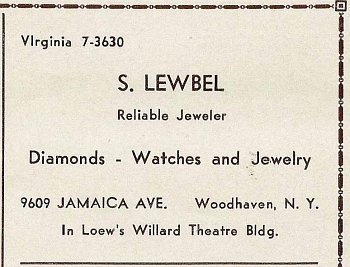 VIrginia 7-3630
S. LEWBEL
Reliable Jeweler
Diamonds - Watches and Jewelry
9609 JAMAICA AVE. Woodhaven, N. Y.
In Loew's Willard Theatre Bldg.